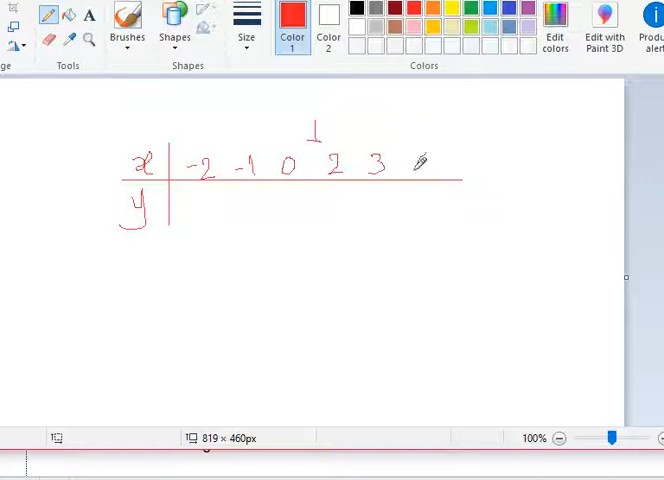 Brushes
Shapes
Size
Color 1
Color 2
Edit colors
Edit with Paint 3D
Tools
Shapes
Colors
1
x -2 -1 0 2 3
y
819 × 460px
100%